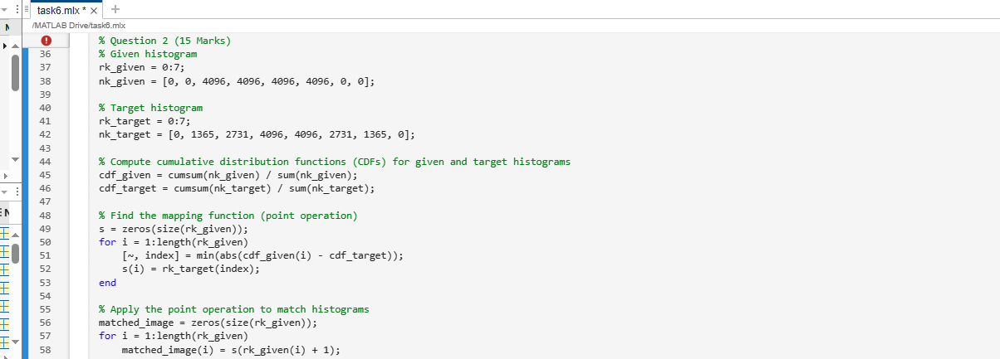 task6.mlx * ×
/MATLAB Drive/task6.mlx
% Question 2 (15 Marks)
36 % Given histogram
37 rk_given = 0:7;
38 nk_given = [0, 0, 4096, 4096, 4096, 4096, 0, 0];
39
40 % Target histogram
41 rk_target = 0:7;
42 nk_target = [0, 1365, 2731, 4096, 4096, 2731, 1365, 0];
43
44 % Compute cumulative distribution functions (CDFs) for given and target histograms
45 cdf_given = cumsum(nk_given) / sum(nk_given);
46 cdf_target = cumsum(nk_target) / sum(nk_target);
47
48 % Find the mapping function (point operation)
49 s = zeros(size(rk_given));
50 for i = 1:length(rk_given)
51     [~, index] = min(abs(cdf_given(i) - cdf_target));
52     s(i) = rk_target(index);
53 end
54
55 % Apply the point operation to match histograms
56 matched_image = zeros(size(rk_given));
57 for i = 1:length(rk_given)
58     matched_image(i) = s(rk_given(i) + 1);